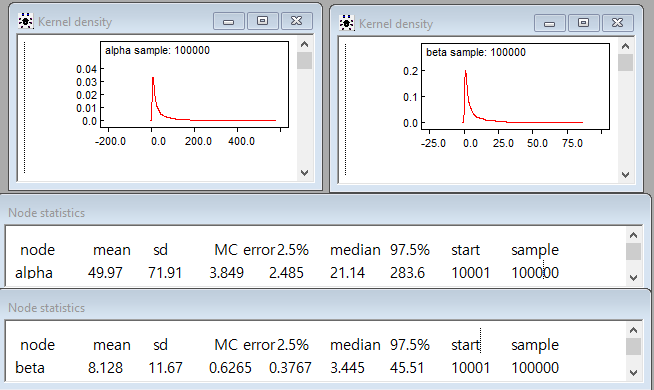 Kernel density
alpha sample: 100000
0.04
0.03
0.02
0.01
0.0
-200.0 0.0 200.0 400.0
Kernel density
beta sample: 100000
0.2
0.1
0.0
-25.0 0.0 25.0 50.0 75.0
Node statistics
node mean sd MC error 2.5% median 97.5% start sample
alpha 49.97 71.91 3.849 2.485 21.14 283.6 10001 100000
Node statistics
node mean sd MC error 2.5% median 97.5% start sample
beta 8.128 11.67 0.6265 0.3767 3.445 45.51 10001 100000